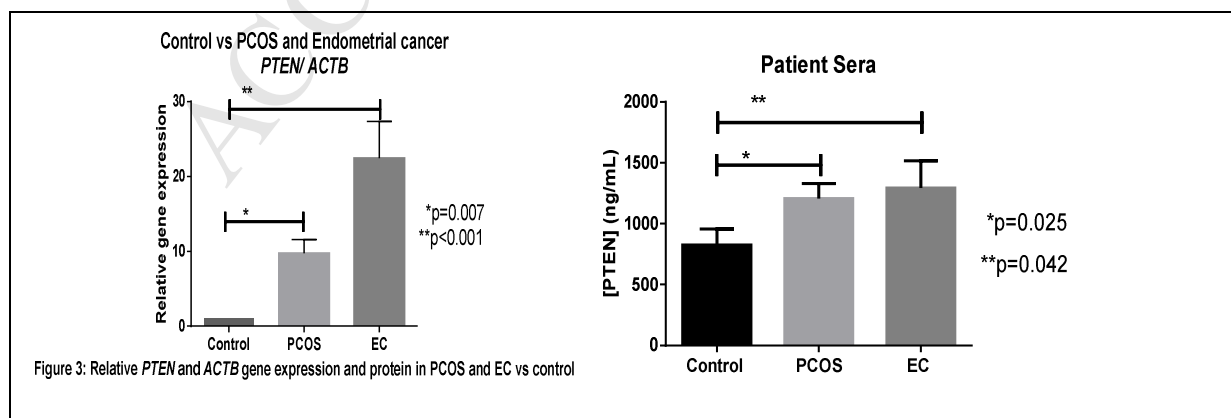 ACC
Control vs PCOS and Endometrial cancer
PTEN/ ACTB
Relative gene expression
30
20
10
0
**
*
*p=0.007
**p<0.001
Control PCOS EC
Figure 3: Relative PTEN and ACTB gene expression and protein in PCOS and EC vs control
Patient Sera
[PTEN] (ng/mL)
2000
1500
1000
500
0
**
*
*p=0.025
**p=0.042
Control PCOS EC